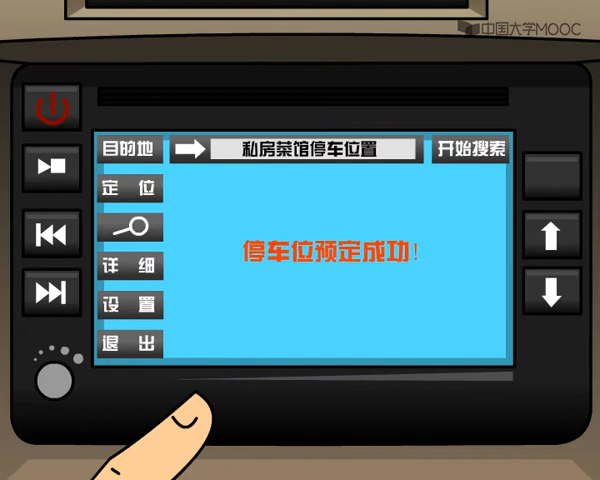 中国大学MOOC
目的地
私房菜馆停车位置
开始搜索
定 位
停车位预定成功!
详 细
设 置
退 出